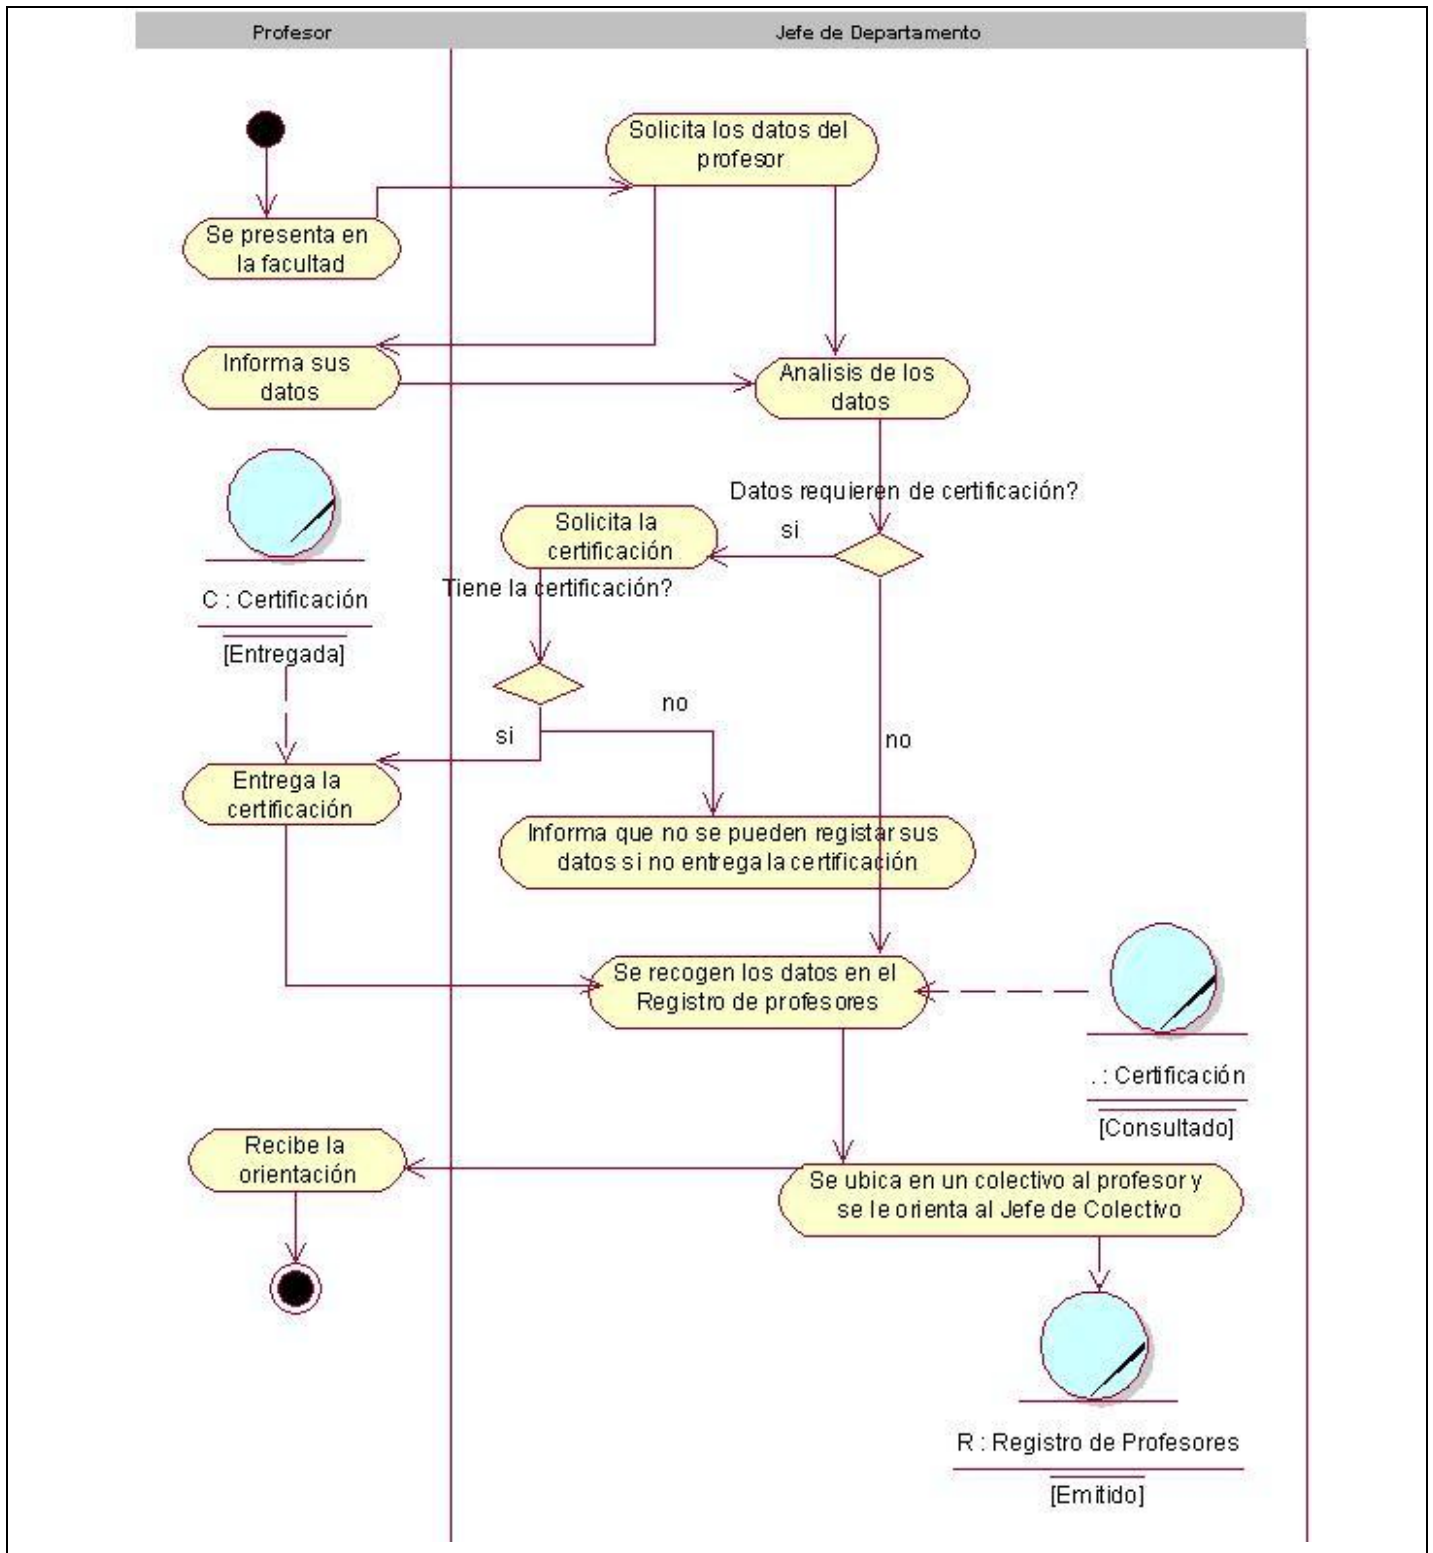 Profesor
Jefe de Departamento
Solicita los datos del
profesor
Se presenta en
la facultad
Informa sus
datos
Analisis de los
datos
Datos requieren de certificación?
si
Solicita la
certificación
Tiene la certificación?
C : Certificación
[Entregada]
no
si
no
Entrega la
certificación
Informa que no se pueden registar sus
datos si no entrega la certificación
Se recogen los datos en el
Registro de profesores
. : Certificación
[Consultado]
Recibe la
orientación
Se ubica en un colectivo al profesor y
se le orienta al Jefe de Colectivo
R : Registro de Profesores
[Emitido]